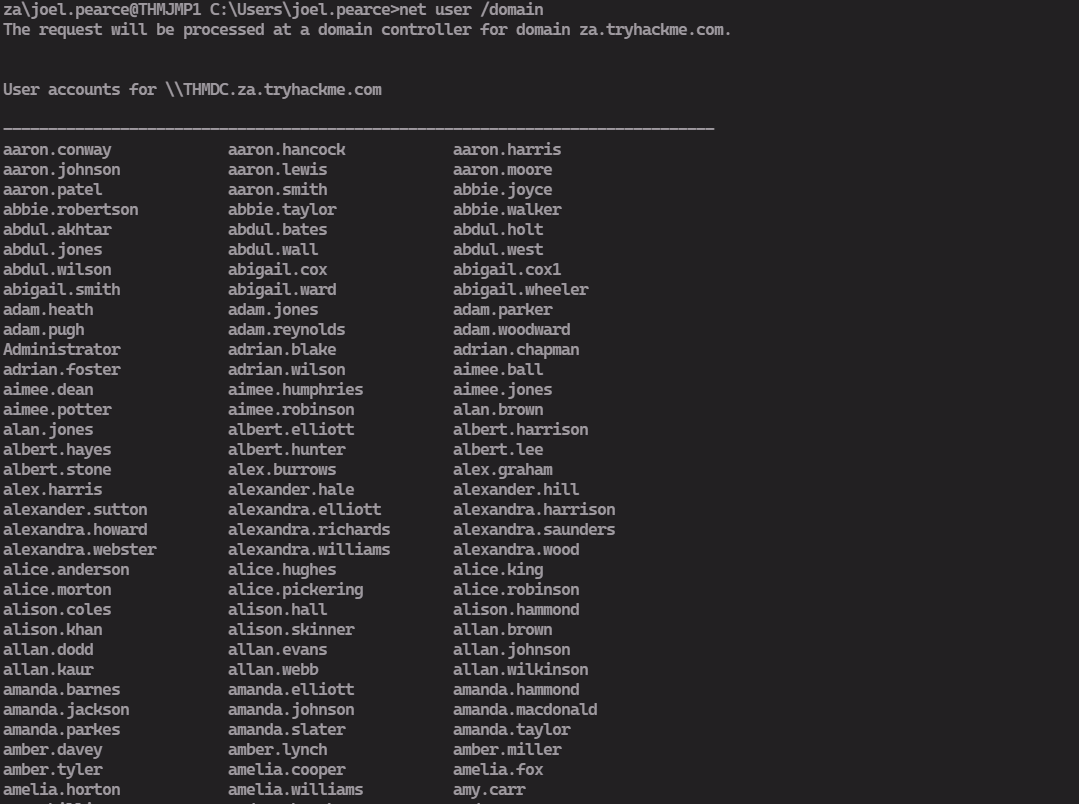 za\joel.pearce@THMJMP1 C:\Users\joel.pearce>net user /domain
The request will be processed at a domain controller for domain za.tryhackme.com.
User accounts for \\THMDC.za.tryhackme.com
-------------------------------------------------------------------------------
aaron.conway aaron.hancock aaron.harris
aaron.johnson aaron.lewis aaron.moore
aaron.patel aaron.smith abbie.joyce
abbie.robertson abbie.taylor abbie.walker
abdul.akhtar abdul.bates abdul.holt
abdul.jones abdul.wall abdul.west
abdul.wilson abigail.cox abigail.cox1
abigail.smith abigail.ward abigail.wheeler
adam.heath adam.jones adam.parker
adam.pugh adam.reynolds adam.woodward
Administrator adrian.blake adrian.chapman
adrian.foster adrian.wilson aimee.ball
aimee.dean aimee.humphries aimee.jones
aimee.potter aimee.robinson alan.brown
alan.jones albert.elliott albert.harrison
albert.hayes albert.hunter albert.lee
albert.stone alex.burrows alex.graham
alex.harris alexander.hale alexander.hill
alexander.sutton alexandra.elliott alexandra.harrison
alexandra.howard alexandra.richards alexandra.saunders
alexandra.webster alexandra.williams alexandra.wood
alice.anderson alice.hughes alice.king
alice.morton alice.pickering alice.robinson
alison.coles alison.hall alison.hammond
alison.khan alison.skinner allan.brown
allan.dodd allan.evans allan.johnson
allan.kaur allan.webb allan.wilkinson
amanda.barnes amanda.elliott amanda.hammond
amanda.jackson amanda.johnson amanda.macdonald
amanda.parkes amanda.slater amanda.taylor
amber.davey amber.lynch amber.miller
amber.tyler amelia.cooper amelia.fox
amelia.horton amelia.williams amy.carr